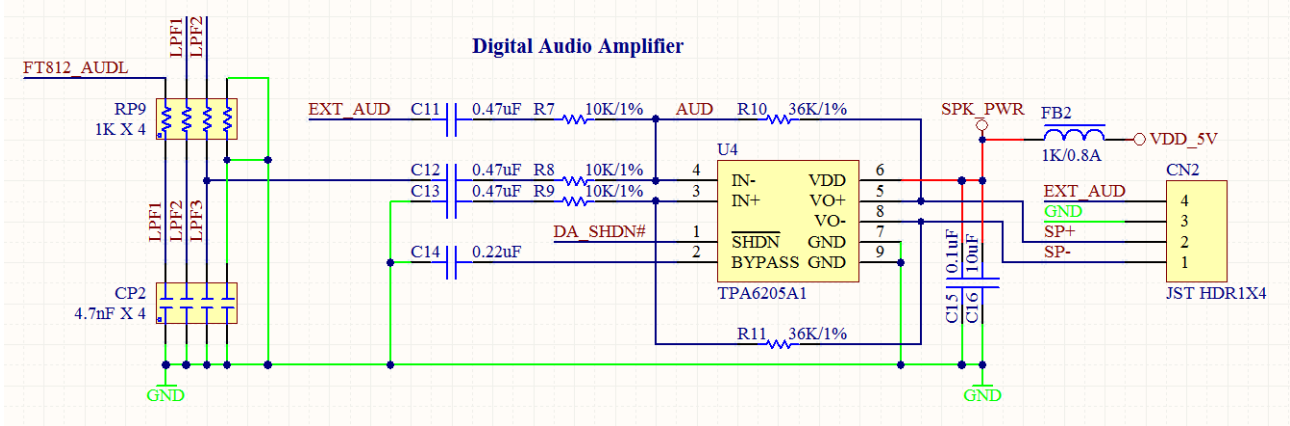 Digital Audio Amplifier
LPF1
LPF2
FT812_AUDL
RP9
1K X 4
EXT_AUD
C11
0.47uF
R7
10K/1%
AUD
R10
36K/1%
SPK_PWR
FB2
1K/0.8A
VDD_5V
U4
C12
0.47uF
R8
10K/1%
C13
0.47uF
R9
10K/1%
4
IN-
VDD
6
3
IN+
VO+
5
VO-
8
DA_SHDN#
1
SHDN
GND
7
C14
0.22uF
2
BYPASS
GND
9
TPA6205A1
CN2
EXT_AUD
4
GND
3
SP+
2
SP-
1
JST HDR1X4
LPF1
LPF2
LPF3
CP2
4.7nF X 4
C15
0.1uF
C16
10uF
R11
36K/1%
GND
GND